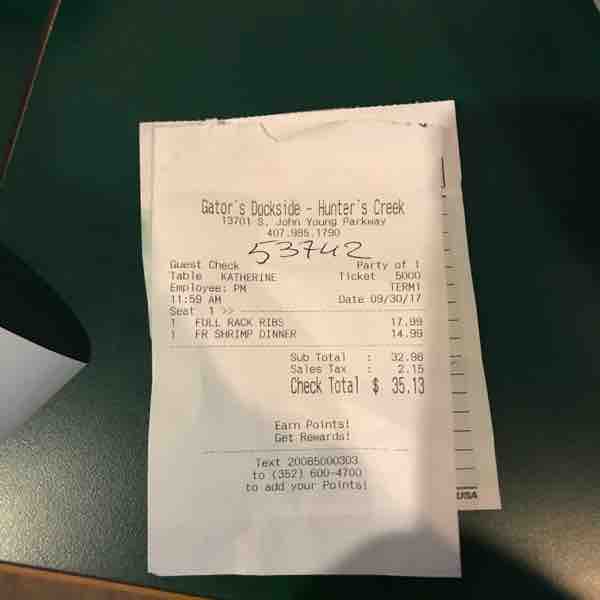 Gator's Dockside - Hunter's Creek
13701 S. John Young Parkway
407.985.1790
53742
Guest Check Party of 1
Table KATHERINE Ticket 5000
Employee: PM TERM1
11:59 AM Date 09/30/17
Seat 1 >>
1 FULL RACK RIBS 17.99
1 FR SHRIMP DINNER 14.99
Sub Total : 32.98
Sales Tax : 2.15
Check Total $ 35.13
Earn Points!
Get Rewards!
Text 20085000303
to (352) 600-4700
to add your Points!
USA